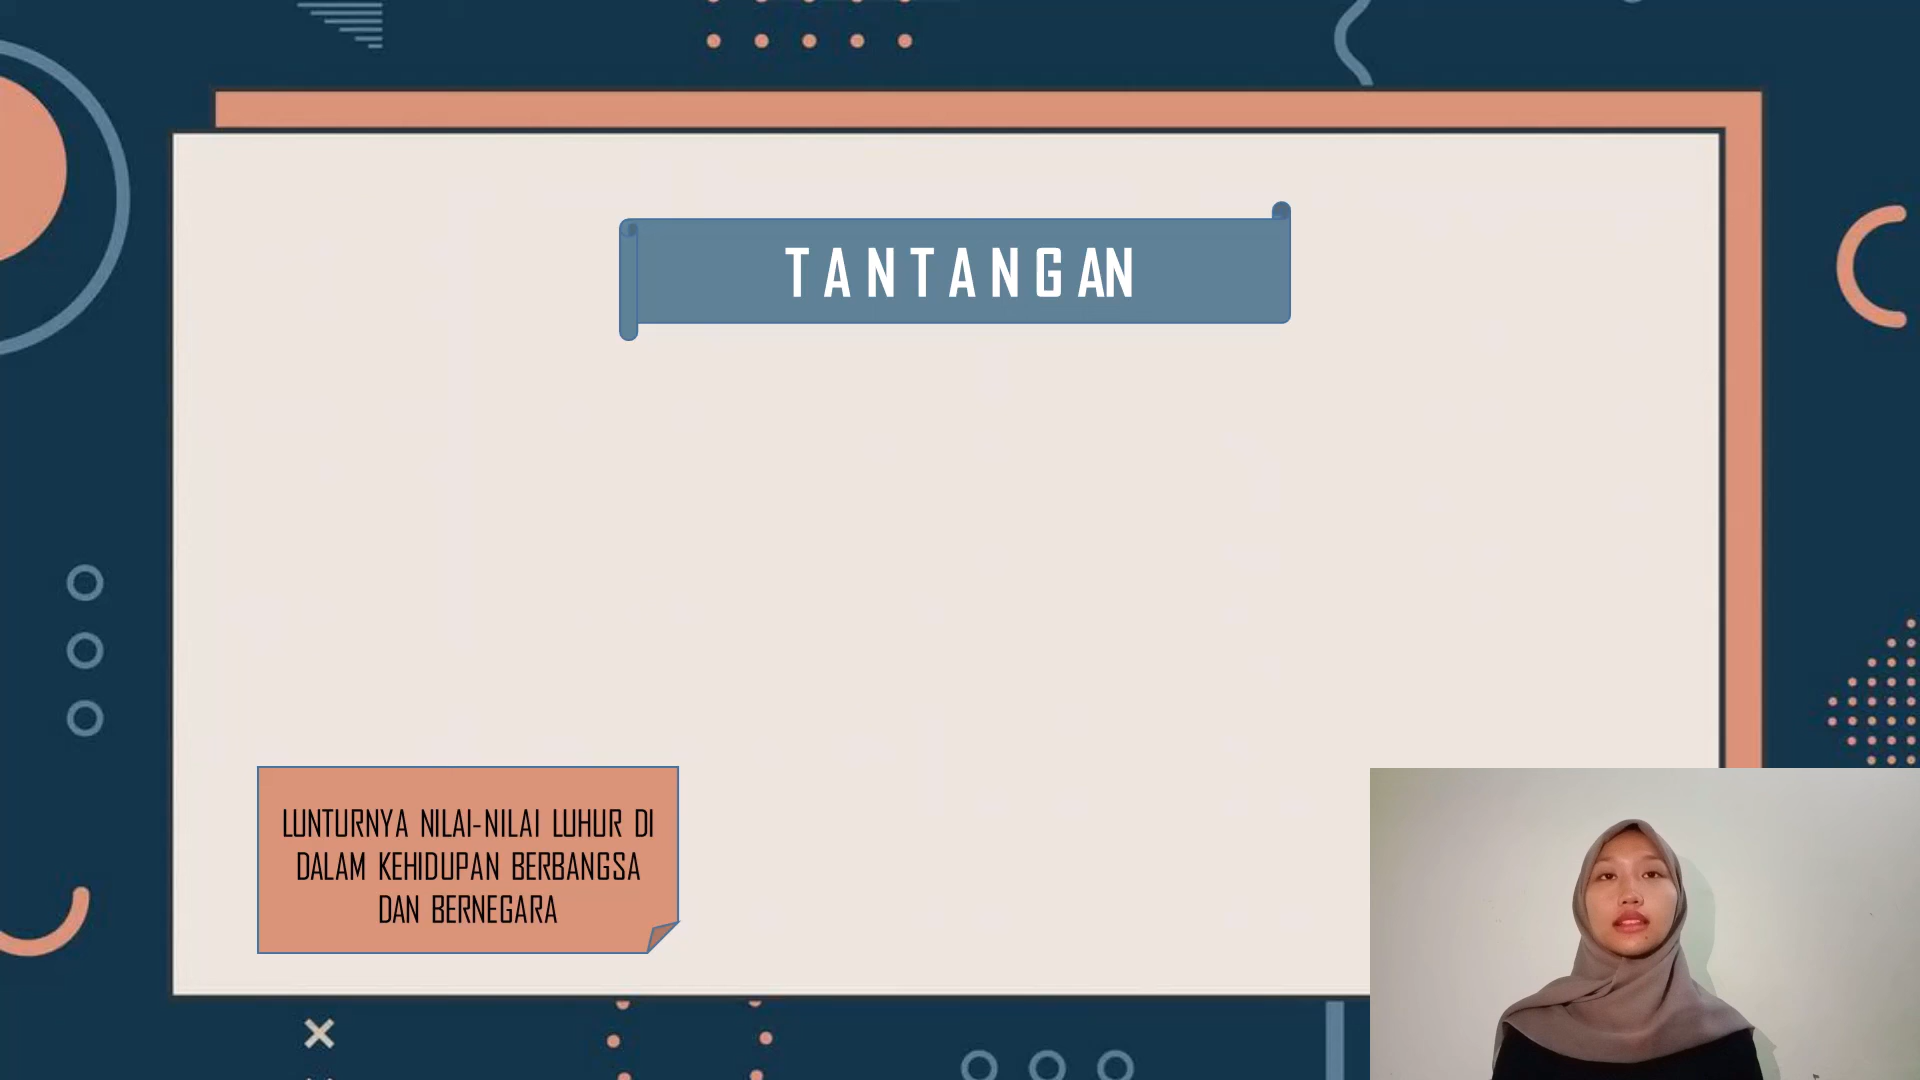 TANTANGAN
LUNTURNYA NILAI-NILAI LUHUR DI
DALAM KEHIDUPAN BERBANGSA
DAN BERNEGARA